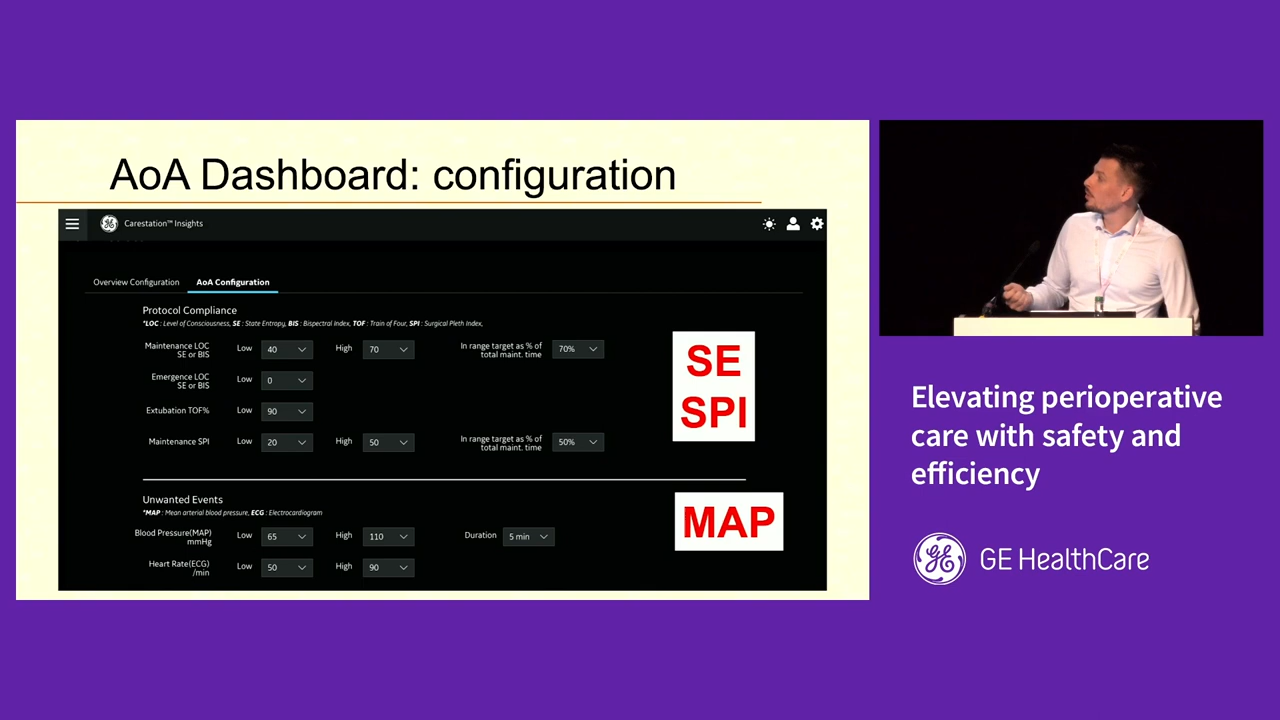 AoA Dashboard: configuration
Carestation™ Insights
Overview Configuration AoA Configuration
Protocol Compliance
*LOC : Level of Consciousness, SE : State Entropy, BIS : Bispectral Index, TOF : Train of Four, SPI : Surgical Pleth Index,
Maintenance LOC
SE or BIS
Low 40 High 70
In range target as % of
total maint. time
70%
Emergence LOC
SE or BIS
Low 0
Extubation TOF% Low 90
Maintenance SPI Low 20 High 50
In range target as % of
total maint. time
50%
SE
SPI
Unwanted Events
*MAP : Mean arterial blood pressure, ECG : Electrocardiogram
Blood Pressure(MAP)
mmHg
Low 65 High 110 Duration 5 min
Heart Rate(ECG)
/min
Low 50 High 90
MAP
Elevating perioperative
care with safety and
efficiency
GE HealthCare